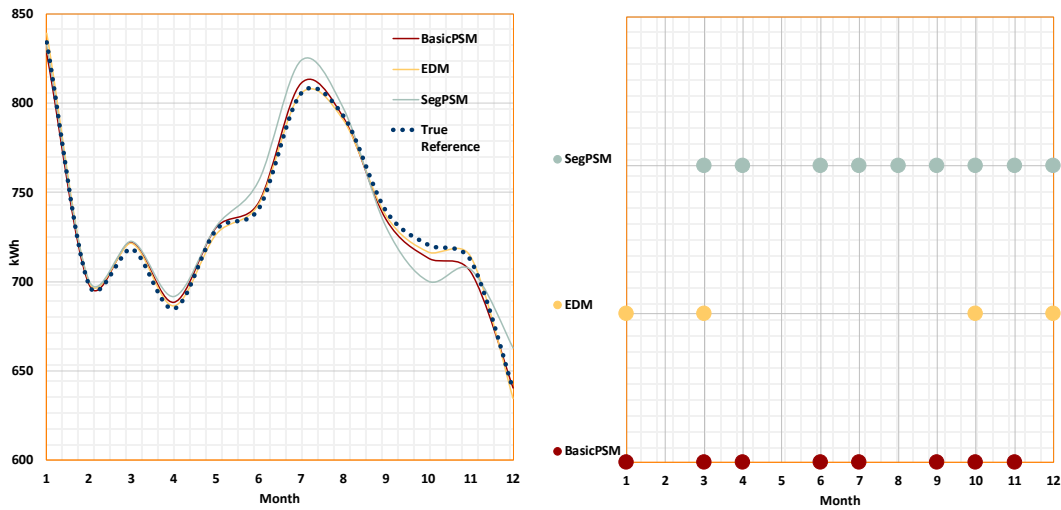 850
800
750
700
650
600
kWh
1 2 3 4 5 6 7 8 9 10 11 12
Month
BasicPSM
EDM
SegPSM
True
Reference
SegPSM
EDM
BasicPSM
1 2 3 4 5 6 7 8 9 10 11 12
Month